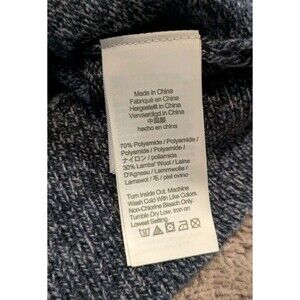 Made in China
Fabriqué en Chine
Hergestellt in China
Vervaardigd in China
中国製
hecho en china
70% Polyamide / Polyamide
Polyamide / Polyamide
ナイロン / poliamida
30% Lambs' Wool / Laine
D'Agneau / Lammwolle /
Lamswol / 毛 / piel ovino
Turn Inside Out. Machine
Wash Cold With Like Colors.
Non-Chlorine Bleach Only.
Tumble Dry Low, Iron on
Lowest Setting